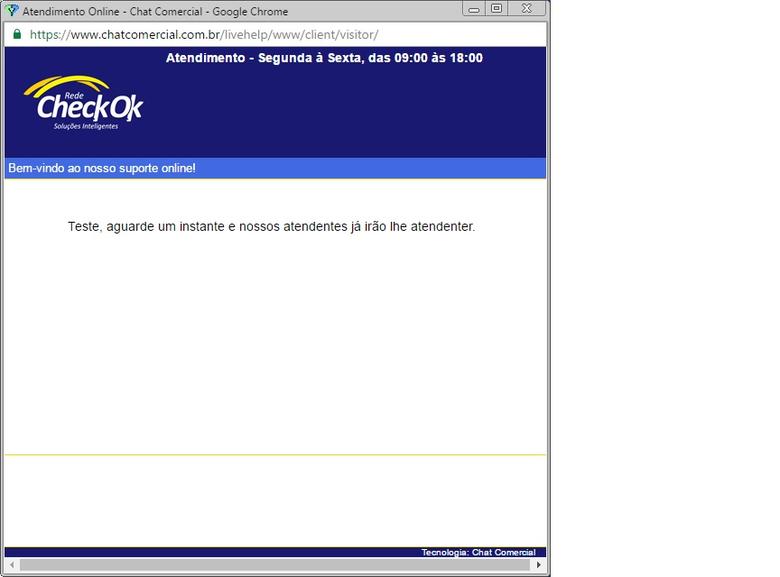 Atendimento Online - Chat Comercial - Google Chrome
https://www.chatcomercial.com.br/livehelp/www/client/visitor/
Atendimento - Segunda à Sexta, das 09:00 às 18:00
Rede
CheckOk
Soluções Inteligentes
Bem-vindo ao nosso suporte online!
Teste, aguarde um instante e nossos atendentes já irão lhe atendenter.
Tecnologia: Chat Comercial